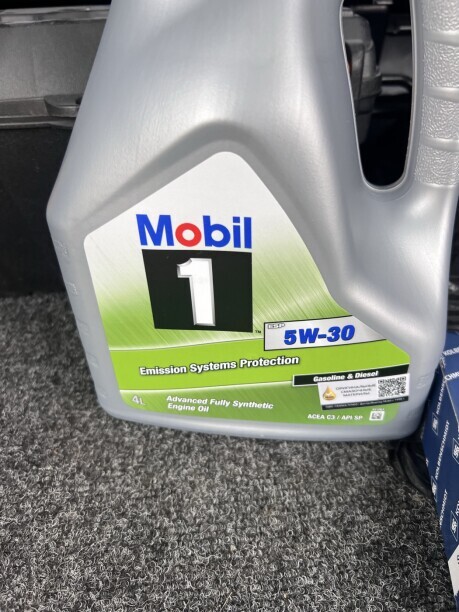 Mobil
1
TM
ESP
5W-30
Emission Systems Protection
Gasoline & Diesel
4L
Advanced Fully Synthetic
Engine Oil
ACEA C3 / API SP